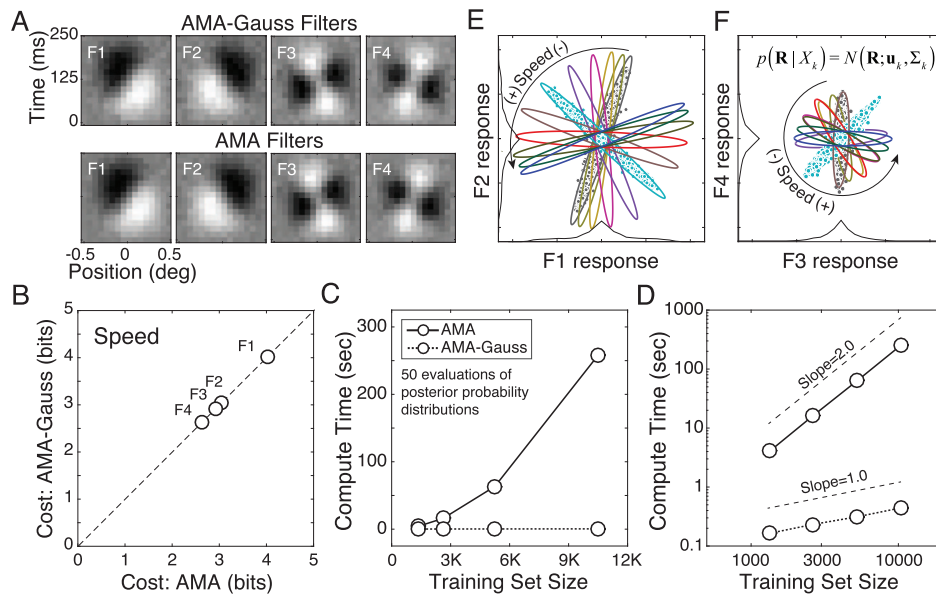 A
AMA-Gauss Filters
Time (ms)
250
125
0
F1
F2
F3
F4
AMA Filters
F1
F2
F3
F4
-0.5
0
0.5
Position (deg)
E
F2 response
(+) Speed (-)
F1 response
F
p(R | X_k) = N(R; u_k, Σ_k)
F4 response
(-) Speed (+)
F3 response
B
Speed
Cost: AMA-Gauss (bits)
5
4
3
2
1
0
F1
F2
F3
F4
0
1
2
3
4
5
Cost: AMA (bits)
C
Compute Time (sec)
300
200
100
0
AMA
AMA-Gauss
50 evaluations of
posterior probability
distributions
3K
6K
9K
12K
Training Set Size
D
Compute Time (sec)
1000
100
10
1
0.1
Slope=2.0
Slope=1.0
1000
3000
10000
Training Set Size